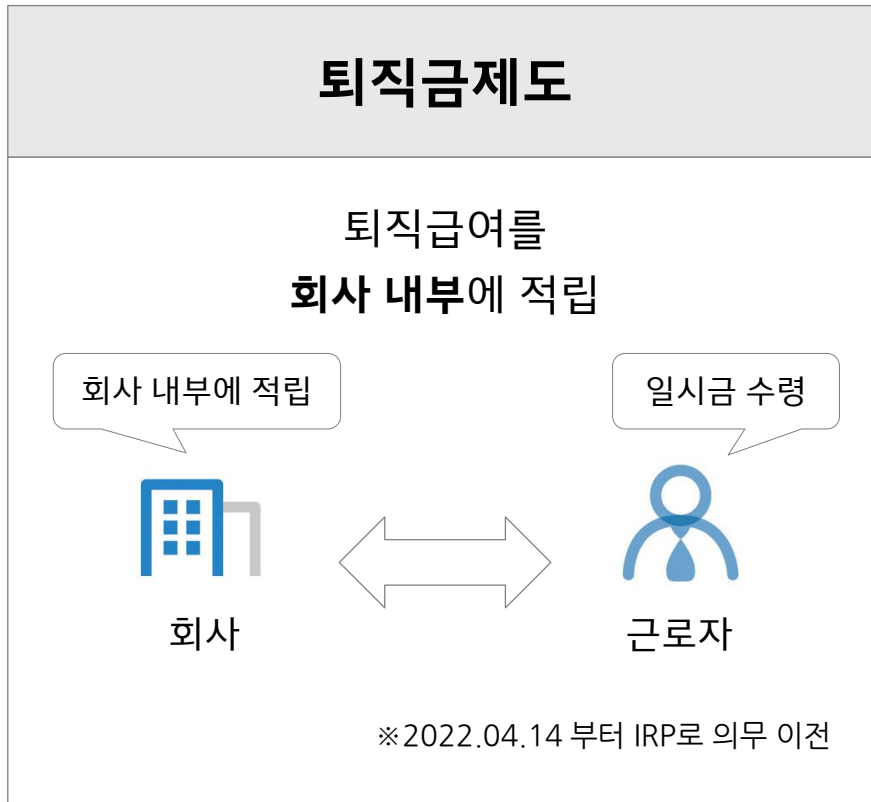 퇴직금제도
퇴직급여를
회사 내부에 적립
회사 내부에 적립
일시금 수령
회사
근로자
※2022.04.14 부터 IRP로 의무 이전